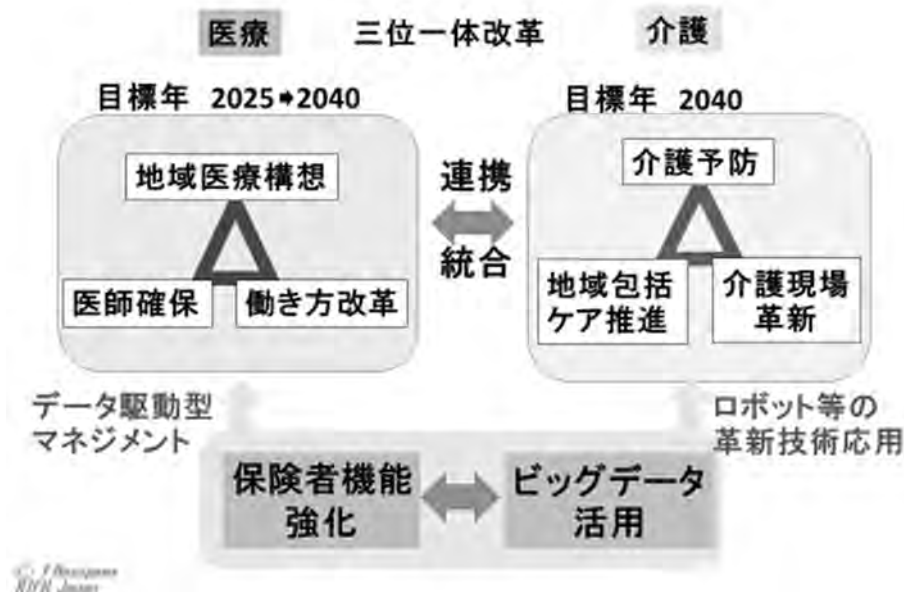 医療 三位一体改革 介護
目標年 2025➡2040
目標年 2040
地域医療構想
医師確保
働き方改革
連携
統合
介護予防
地域包括
ケア推進
介護現場
革新
データ駆動型
マネジメント
ロボット等の
革新技術応用
保険者機能
強化
ビッグデータ
活用